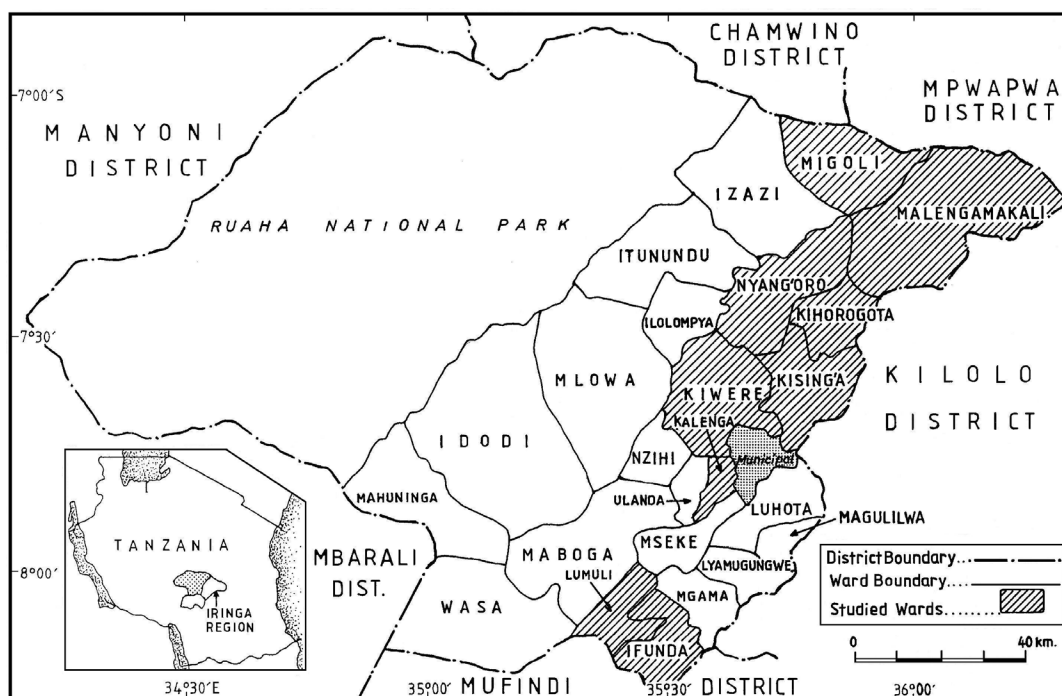 CHAMWINO
DISTRICT
7°00'S
MPWAPWA
DISTRICT
MANYONI
DISTRICT
MIGOLI
IZAZI
MALENGAMAKALI
RUAHA NATIONAL PARK
ITUNUNDU
NYANG'ORO
KIHOROGOTA
ILOLOMPYA
7°30'
KILOLO
DISTRICT
MLOWA
KISING'A
KIWERE
KALENGA
IDODI
NZIHI
Municipal
MAHUNINGA
ULANDA
LUHOTA
MAGULILWA
TANZANIA
IRINGA
REGION
MBARALI
DIST.
MABOGA
MSEKE
LYAMUGUNGWE
8°00'
LUMULI
MGAMA
WASA
IFUNDA
District Boundary....
Ward Boundary.....
Studied Wards .......
0 40 km.
34°30'E
35°00'
35°30'
36°00'
MUFINDI DISTRICT